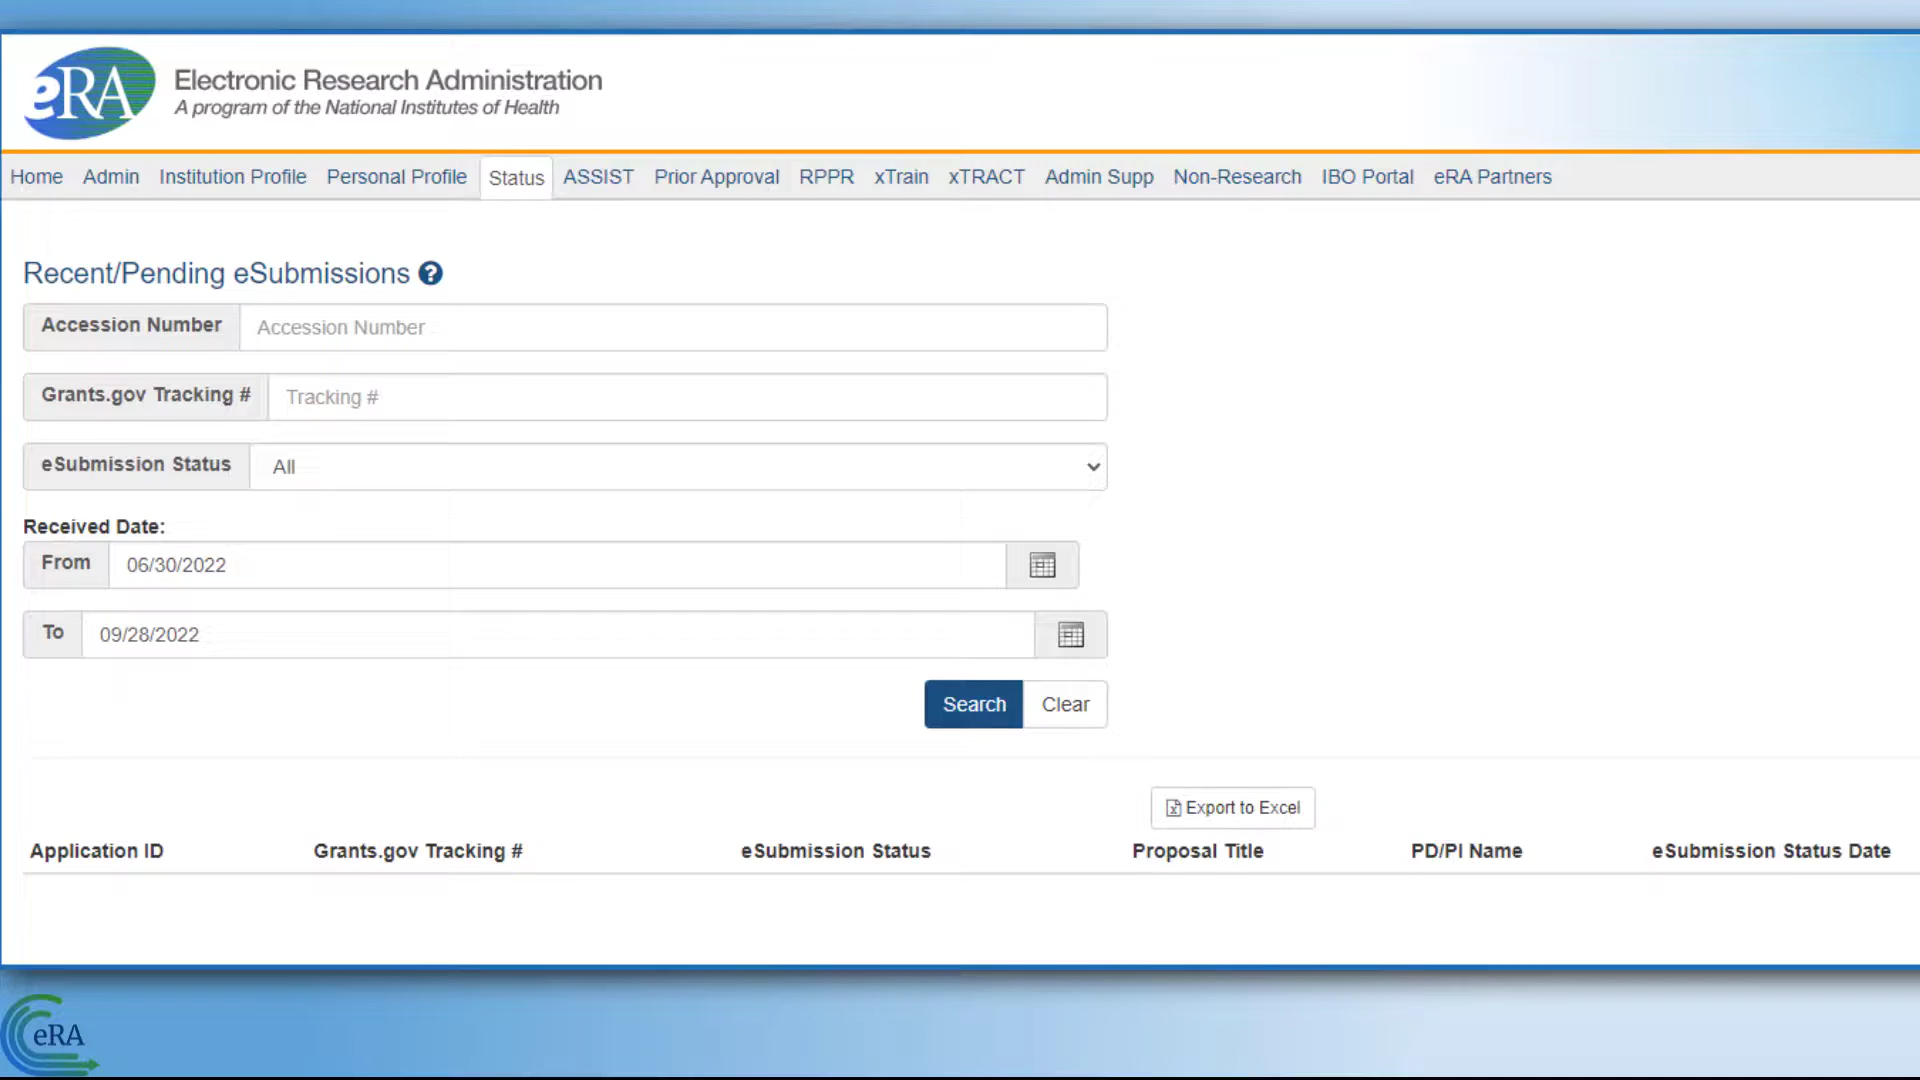 eRA
Electronic Research Administration
A program of the National Institutes of Health
Home Admin Institution Profile Personal Profile Status ASSIST Prior Approval RPPR xTrain xTRACT Admin Supp Non-Research IBO Portal eRA Partners
Recent/Pending eSubmissions ?
Accession Number Accession Number
Grants.gov Tracking # Tracking #
eSubmission Status All
Received Date:
From 06/30/2022
To 09/28/2022
Search Clear
Export to Excel
Application ID Grants.gov Tracking # eSubmission Status Proposal Title PD/PI Name eSubmission Status Date
eRA